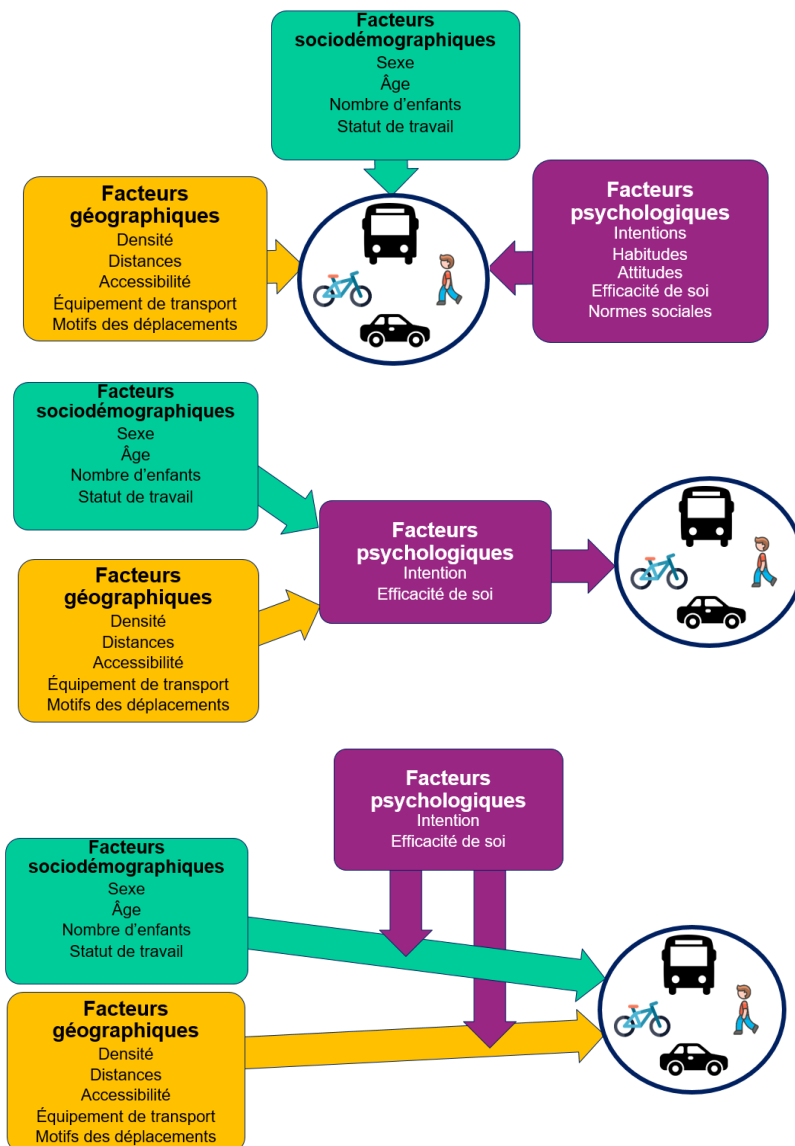 Facteurs
sociodémographiques
Sexe
Âge
Nombre d'enfants
Statut de travail
Facteurs
géographiques
Densité
Distances
Accessibilité
Équipement de transport
Motifs des déplacements
Facteurs
psychologiques
Intentions
Habitudes
Attitudes
Efficacité de soi
Normes sociales
Facteurs
sociodémographiques
Sexe
Âge
Nombre d'enfants
Statut de travail
Facteurs
géographiques
Densité
Distances
Accessibilité
Équipement de transport
Motifs des déplacements
Facteurs
psychologiques
Intention
Efficacité de soi
Facteurs
psychologiques
Intention
Efficacité de soi
Facteurs
sociodémographiques
Sexe
Âge
Nombre d'enfants
Statut de travail
Facteurs
géographiques
Densité
Distances
Accessibilité
Équipement de transport
Motifs des déplacements